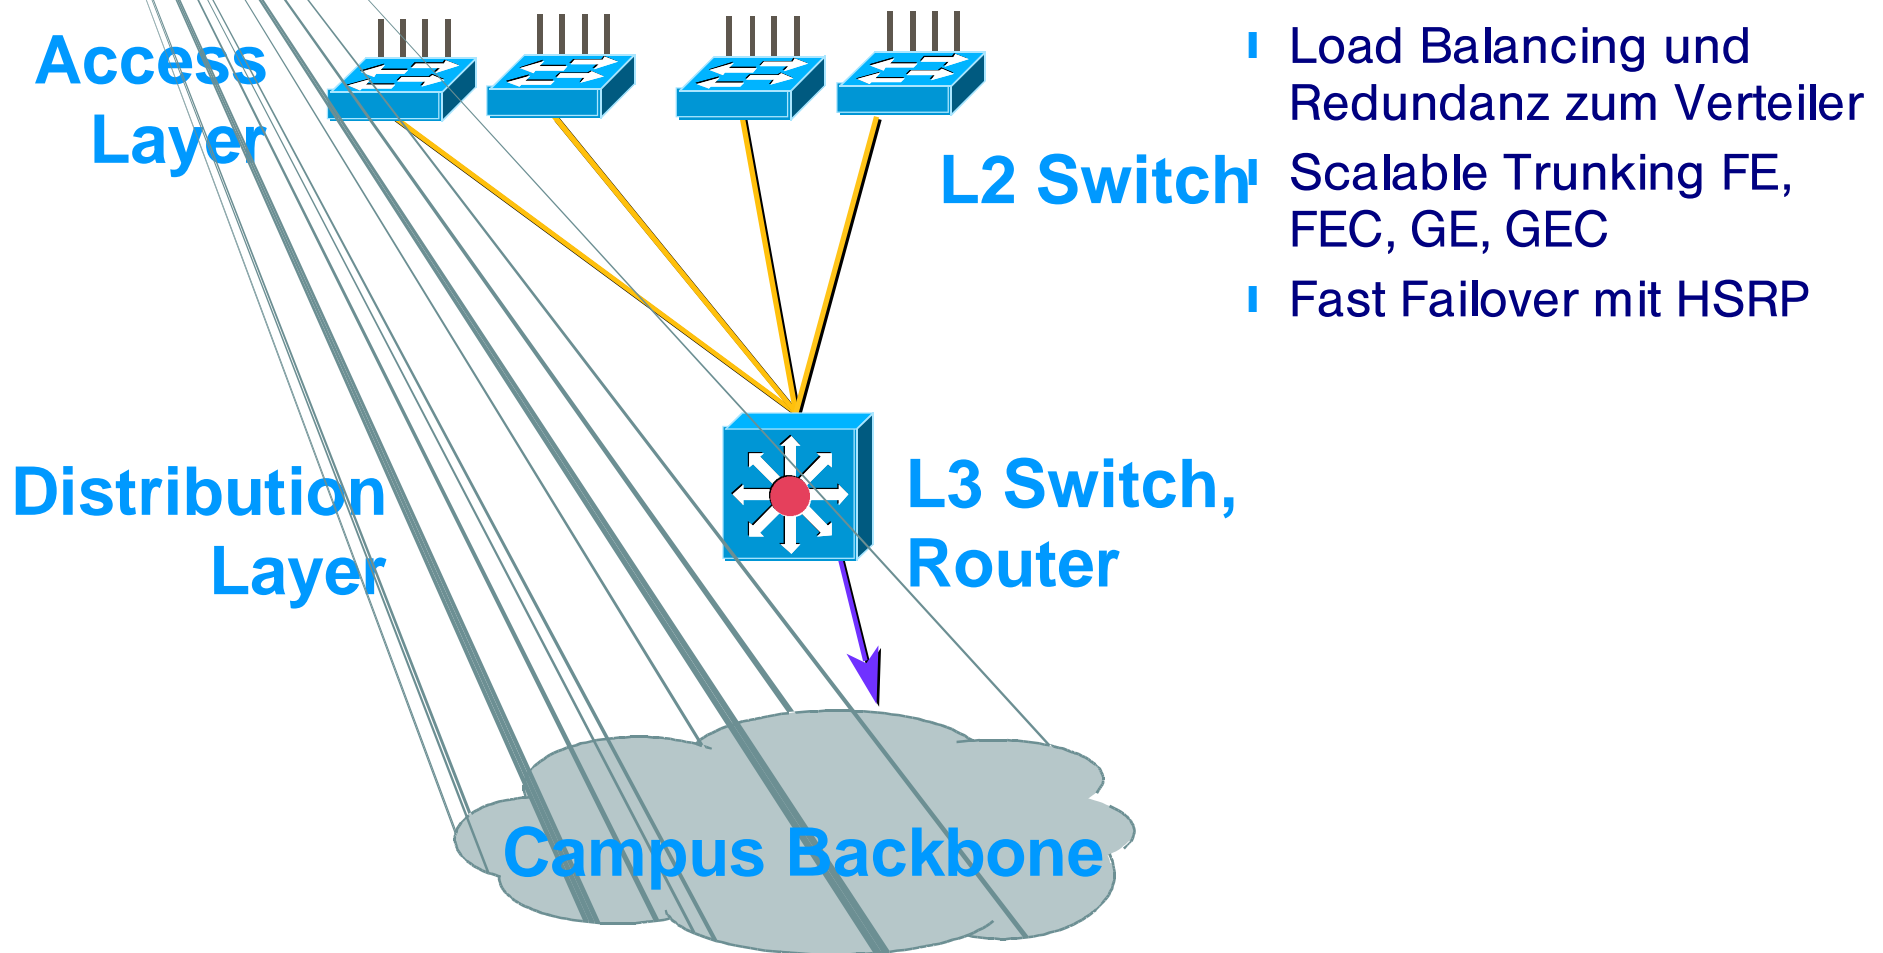 Access
Layer
L2 Switch
Distribution
Layer
L3 Switch,
Router
Campus Backbone
Load Balancing und
Redundanz zum Verteiler
Scalable Trunking FE,
FEC, GE, GEC
Fast Failover mit HSRP